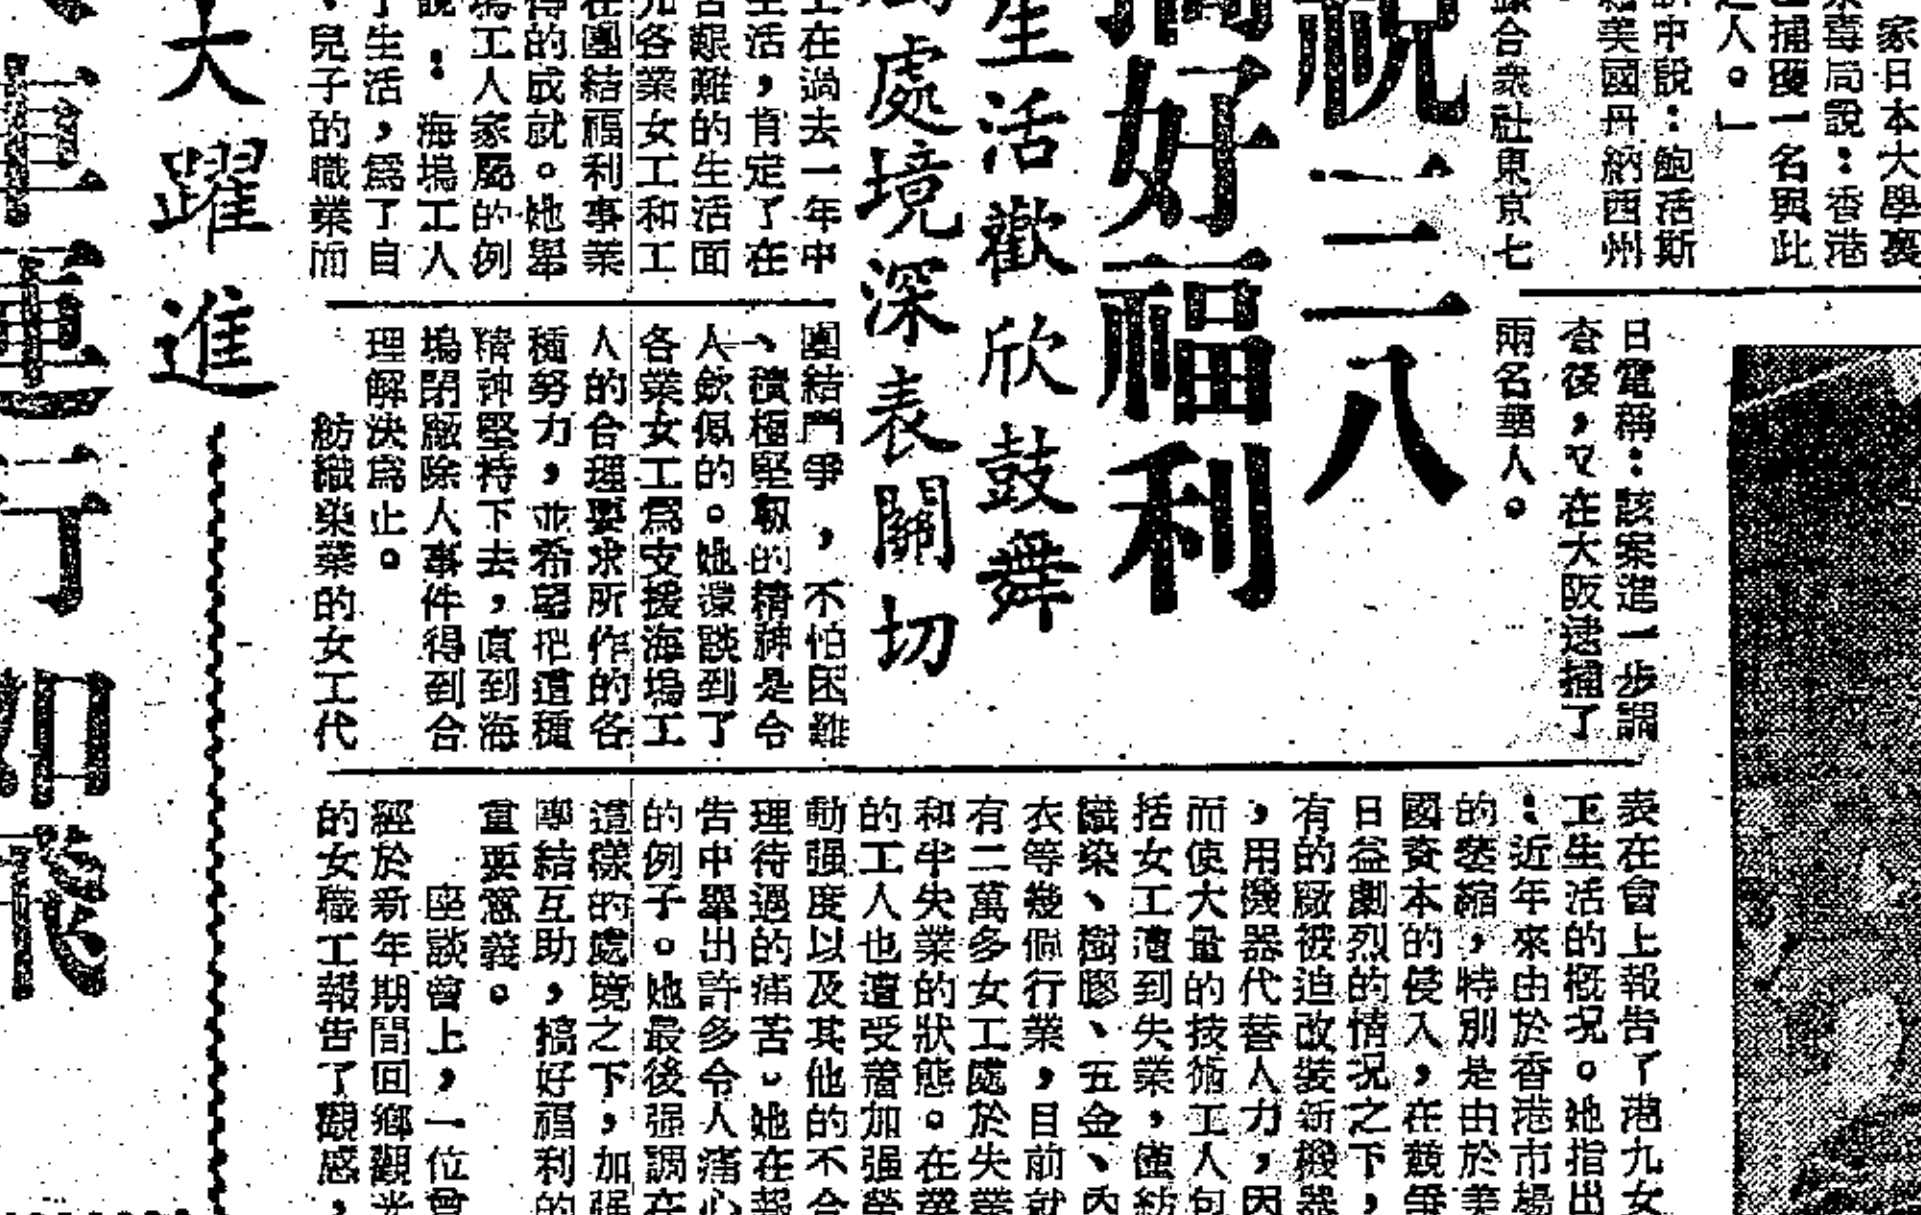 家日本大學裏
毒局說：香港
捕獲一名與此
人。」
中說：鮑活斯
美國丹納西州
合衆社東京七
日電稱：該案進一步調
查後，又在大阪逮捕了
兩名華人。
祝三八
搞好福利
生活歡欣鼓舞
處境深表關切
工在過去一年中
生活，肯定了在
苦艱難的生活面
各業女工和工
在團結福利事業
得的成就。她舉
塢工人家屬的例
說：海塢工人
了生活，爲了自
、兒子的職業而
團結鬥爭，不怕困難
、積極堅韌的精神是令
人欽佩的。她還談到了
各業女工爲支援海塢工
人的合理要求所作的各
種努力，並希望把這種
精神堅持下去，直到海
塢閉廠除人事件得到合
理解決爲止。
紡織染業的女工代
表在會上報告了港九女
工生活的概况。她指出
：近年來由於香港市場
的萎縮，特別是由於美
國資本的侵入，在競爭
日益劇烈的情况之下，
有的廠被迫改裝新機器
，用機器代替人力，因
而使大量的技術工人包
括女工遭到失業，僅紡
織染、樹膠、五金、內
衣等幾個行業，目前就
有二萬多女工處於失業
和半失業的狀態。在業
的工人也遭受着加强勞
動强度以及其他的不合
理待遇的痛苦。她在報
告中舉出許多令人痛心
的例子。她最後强調在
這樣的處境之下，加强
團結互助，搞好福利的
重要意義。
座談會上，一位曾
經於新年期間回鄉觀光
的女職工報告了觀感，
大躍進
行如飛